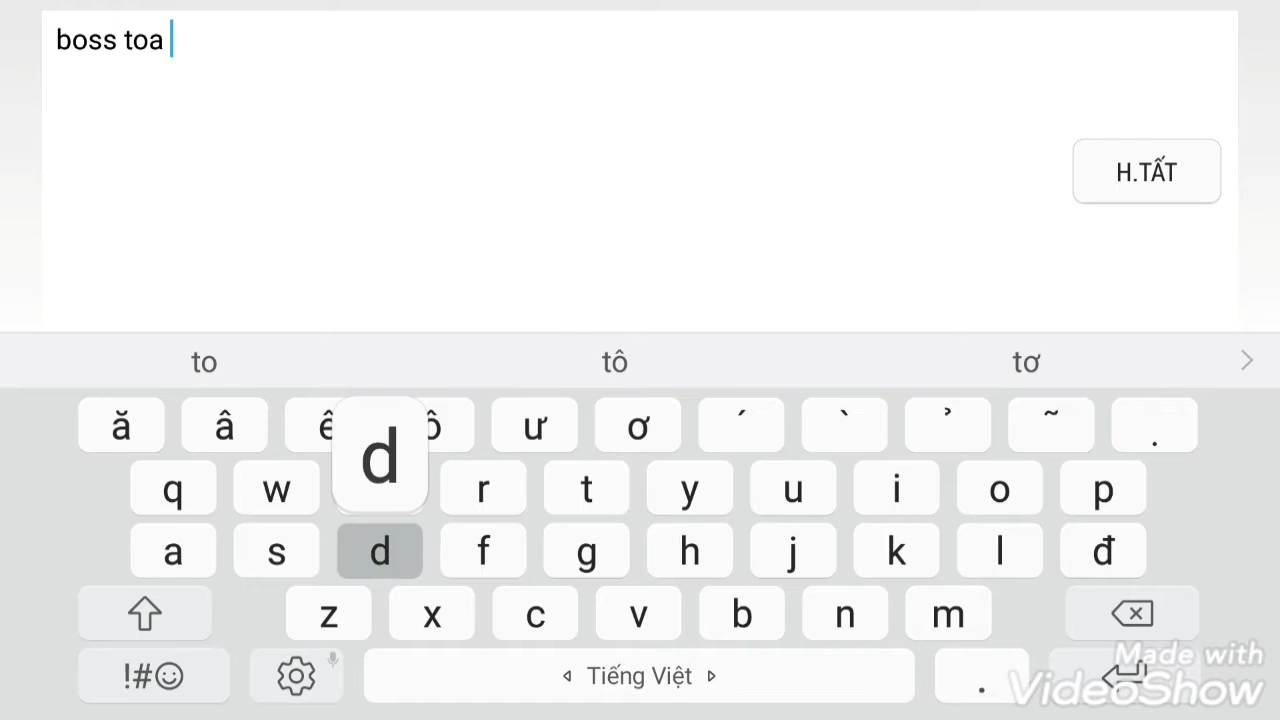 boss toa
H.TẤT
to tô tơ
ă â ê ô ư ơ ´ ` ̉ ~ .
d
q w r t y u i o p
a s d f g h j k l đ
z x c v b n m
!#☺ Tiếng Việt .
Made with
VideoShow